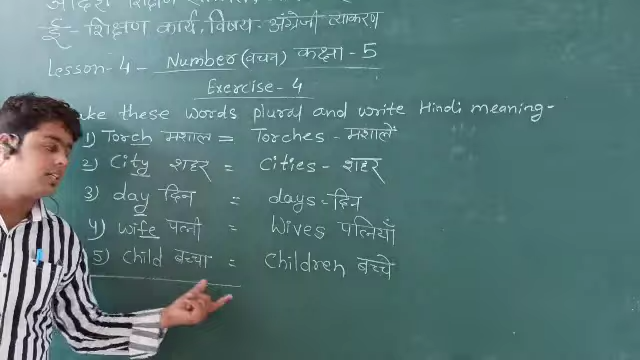 ई- शिक्षण कार्य, विषय- अंग्रेजी व्याकरण
Lesson-4- Number (वचन) कक्षा-5
Exercise-4
these words plural and write Hindi meaning-
1) Torch मशाल = Torches - मशालें
2) City शहर = Cities - शहर
3) day दिन = days - दिन
4) wife पत्नी = Wives पत्नियाँ
5) Child बच्चा = Children बच्चे